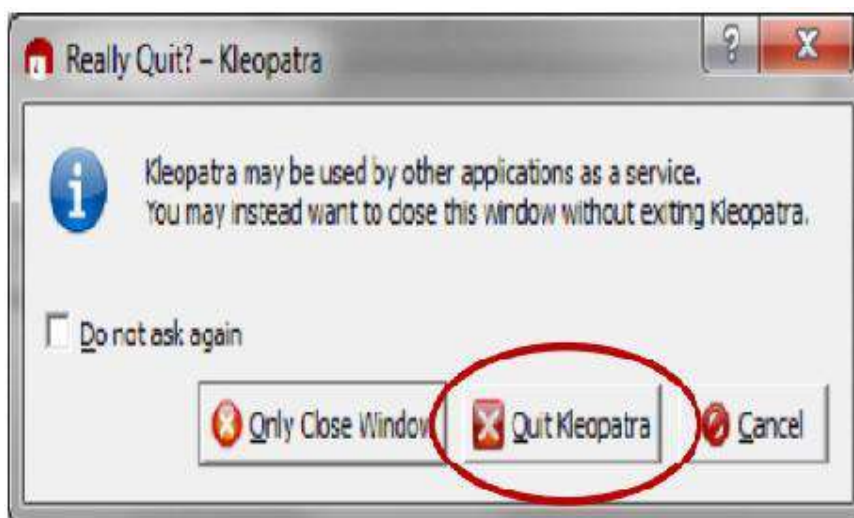 Really Quit? – Kleopatra
?
X
Kleopatra may be used by other applications as a service.
You may instead want to close this window without exiting Kleopatra.
Do not ask again
Only Close Window
Quit Kleopatra
Cancel